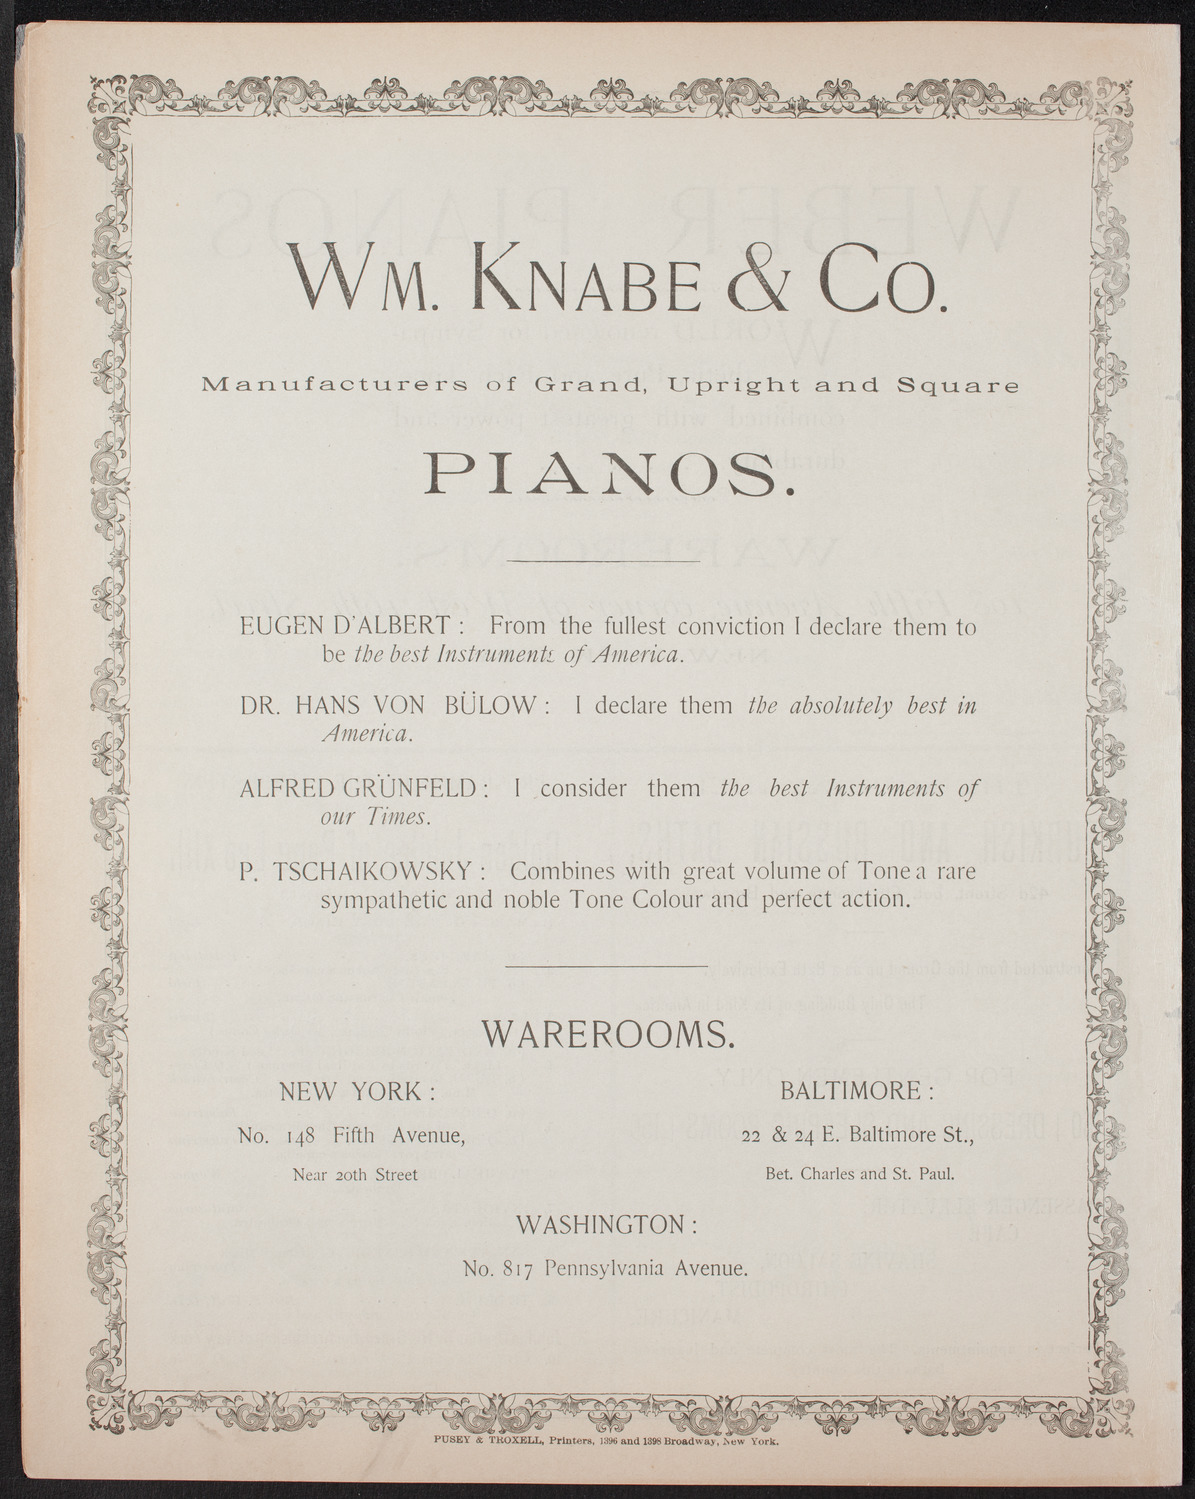 WM. KNABE & CO.
Manufacturers of Grand, Upright and Square
PIANOS.
EUGEN D'ALBERT : From the fullest conviction I declare them to
be the best Instruments of America.
DR. HANS VON BÜLOW : I declare them the absolutely best in
America.
ALFRED GRÜNFELD : I consider them the best Instruments of
our Times.
P. TSCHAIKOWSKY : Combines with great volume of Tone a rare
sympathetic and noble Tone Colour and perfect action.
WAREROOMS.
NEW YORK :
No. 148 Fifth Avenue,
Near 20th Street
BALTIMORE :
22 & 24 E. Baltimore St.,
Bet. Charles and St. Paul.
WASHINGTON :
No. 817 Pennsylvania Avenue.
PUSEY & TROXELL, Printers, 1396 and 1398 Broadway, New York.